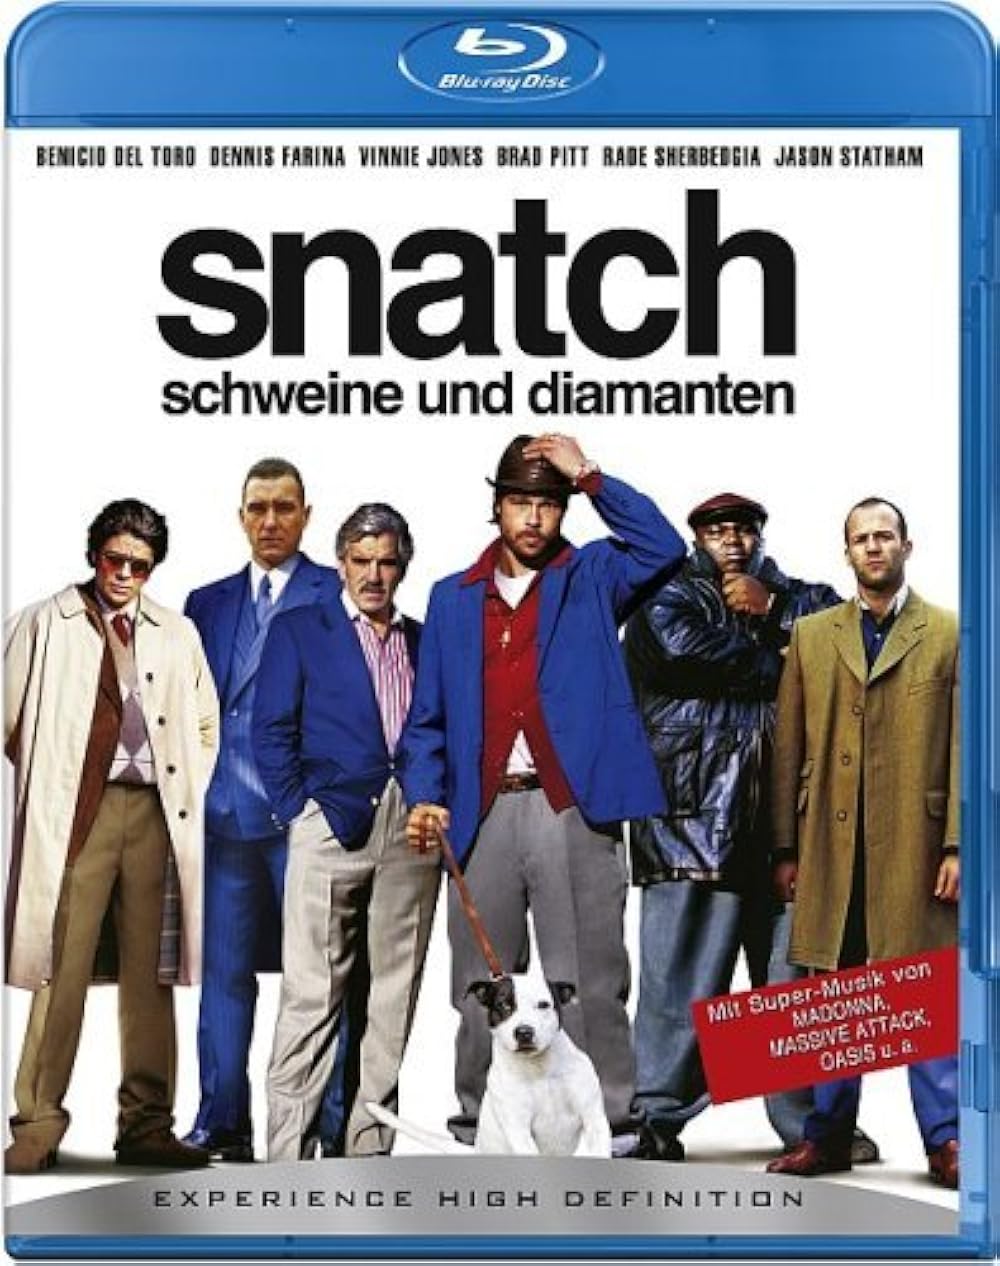 Blu-ray Disc
BENICIO DEL TORO DENNIS FARINA VINNIE JONES BRAD PITT RADE SHERBEDGIA JASON STATHAM
snatch
schweine und diamanten
Mit Super-Musik von
MADONNA,
MASSIVE ATTACK,
OASIS u. a.
EXPERIENCE HIGH DEFINITION